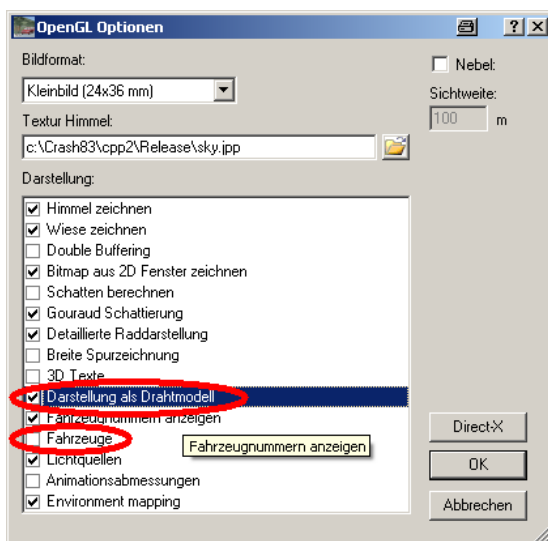 OpenGL Optionen
Bildformat:
Kleinbild (24x36 mm)
Textur Himmel:
c:\Crash83\cpp2\Release\sky.jpp
Darstellung:
Himmel zeichnen
Wiese zeichnen
Double Buffering
Bitmap aus 2D Fenster zeichnen
Schatten berechnen
Gouraud Schattierung
Detaillierte Raddarstellung
Breite Spurzeichnung
3D Texte
Darstellung als Drahtmodell
Fahrzeugnummern anzeigen
Fahrzeuge
Fahrzeugnummern anzeigen
Lichtquellen
Animationsabmessungen
Environment mapping
Nebel:
Sichtweite:
100 m
Direct-X
OK
Abbrechen